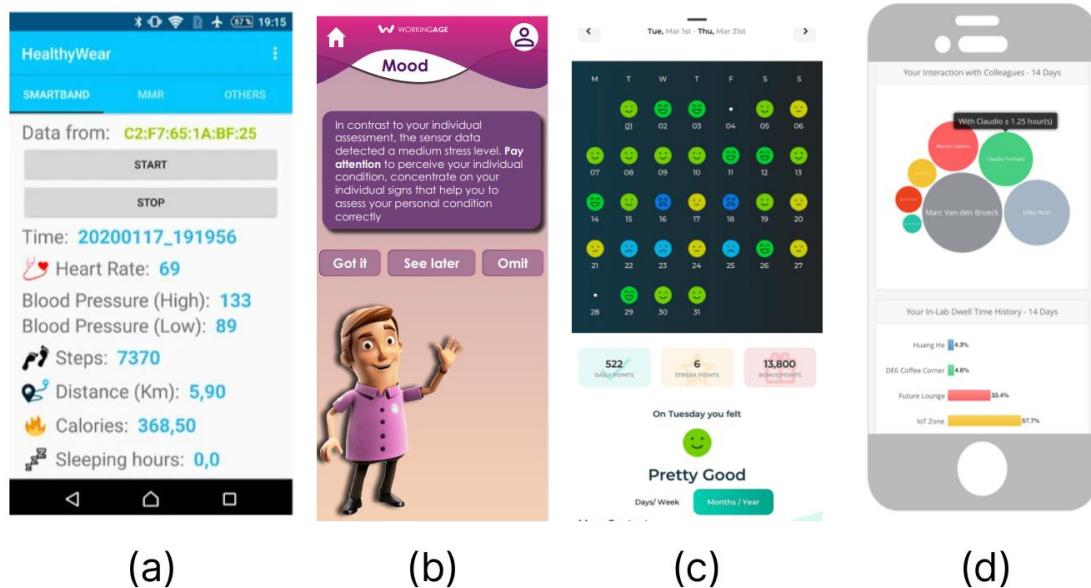 67% 19:15
HealthyWear
SMARTBAND MMR OTHERS
Data from: C2:F7:65:1A:BF:25
START
STOP
Time: 20200117_191956
Heart Rate: 69
Blood Pressure (High): 133
Blood Pressure (Low): 89
Steps: 7370
Distance (Km): 5,90
Calories: 368,50
Sleeping hours: 0,0
(a)
WORKINGAGE
Mood
In contrast to your individual
assessment, the sensor data
detected a medium stress level. Pay
attention to perceive your individual
condition, concentrate on your
individual signs that help you to
assess your personal condition
correctly
Got it See later Omit
(b)
Tue, Mar 1st - Thu, Mar 31st
M T W T F S S
01 02 03 04 05 06
07 08 09 10 11 12 13
14 15 16 17 18 19 20
21 22 23 24 25 26 27
28 29 30 31
522 6 13,800
DAILY POINTS STREAK POINTS BONUS POINTS
On Tuesday you felt
Pretty Good
Days/ Week Months / Year
(c)
Your Interaction with Colleagues - 14 Days
With Claudio ± 1.25 hour(s)
Marc Van den Broeck
Utku Acer
Your In-Lab Dwell Time History - 14 Days
Huang He 4.3%
DE6 Coffee Corner 4.6%
Future Lounge 33.4%
IoT Zone 57.7%
(d)